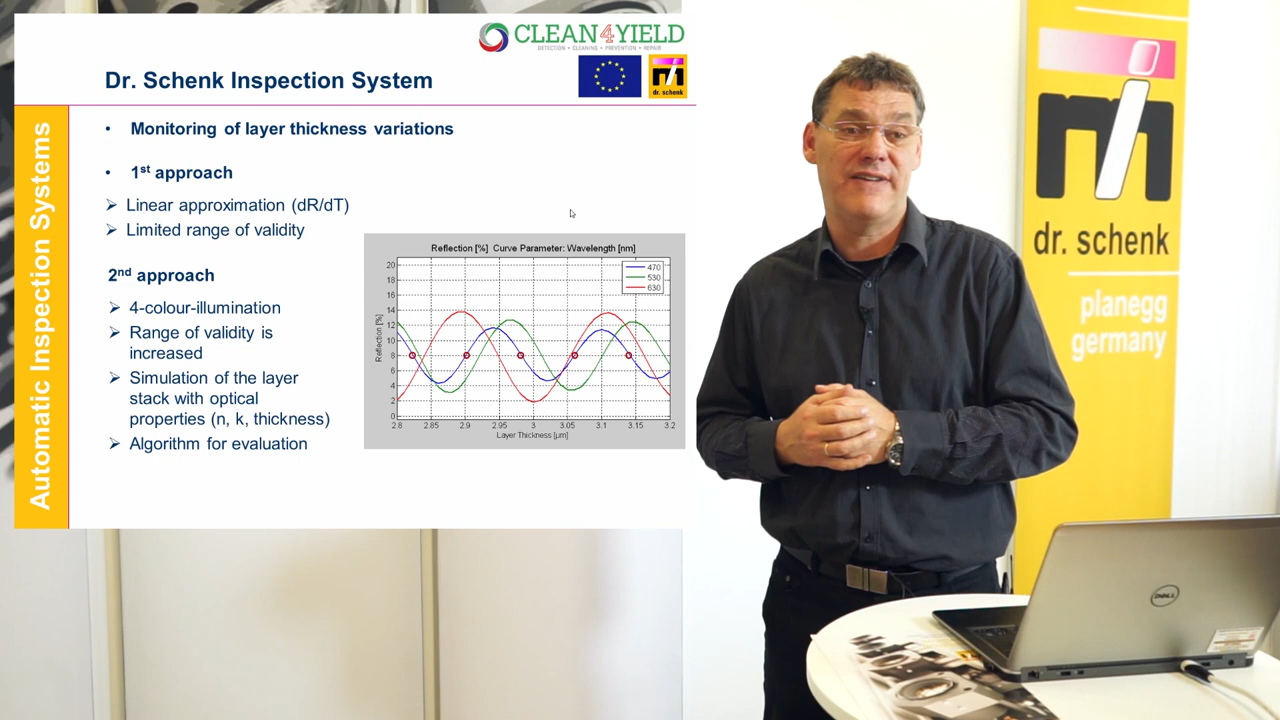 CLEAN4YIELD
DETECTION • CLEANING • PREVENTION • REPAIR
dr. schenk
Dr. Schenk Inspection System
Automatic Inspection Systems
• Monitoring of layer thickness variations
• 1st approach
➢ Linear approximation (dR/dT)
➢ Limited range of validity
2nd approach
➢ 4-colour-illumination
➢ Range of validity is
increased
➢ Simulation of the layer
stack with optical
properties (n, k, thickness)
➢ Algorithm for evaluation
Reflection [%] Curve Parameter: Wavelength [nm]
470
530
630
Reflection [%]
20
18
16
14
12
10
8
6
4
2
0
2.8 2.85 2.9 2.95 3 3.05 3.1 3.15 3.2
Layer Thickness [µm]
dr. schenk
planegg
germany
DELL